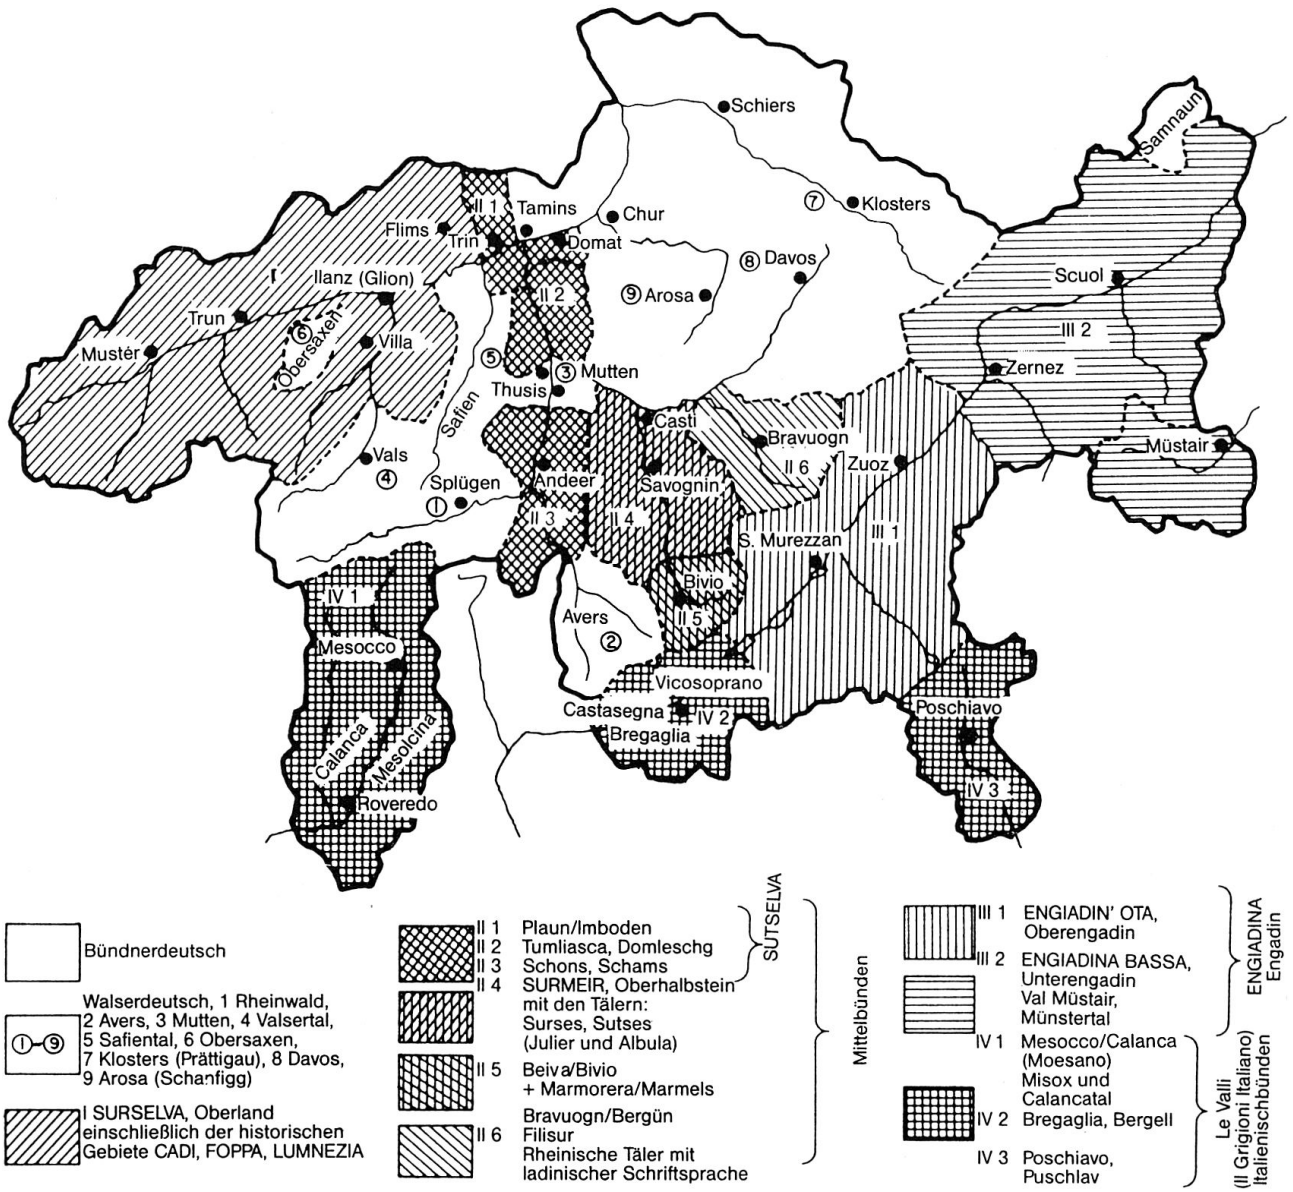 Schiers
Samnaun
II 1
Tamins
Chur
7
Klosters
Flims
Trin
Domat
Ilanz (Glion)
8
Davos
Scuol
II 2
9
Arosa
Trun
6
Obersaxen
Villa
III 2
Mustér
5
3
Mutten
Zernez
Thusis
Safien
Casti
Bravuogn
Müstair
Vals
4
II 6
Zuoz
Splügen
1
Andeer
Savognin
II 3
II 4
III 1
S. Murezzan
IV 1
Bivio
II 5
Avers
2
Mesocco
Vicosoprano
Castasegna
IV 2
Bregaglia
Poschiavo
Calanca
Mesolcina
Roveredo
IV 3
Bündnerdeutsch
1-9
Walserdeutsch, 1 Rheinwald,
2 Avers, 3 Mutten, 4 Valsertal,
5 Safiental, 6 Obersaxen,
7 Klosters (Prättigau), 8 Davos,
9 Arosa (Schanfigg)
I SURSELVA, Oberland
einschließlich der historischen
Gebiete CADI, FOPPA, LUMNEZIA
II 1 Plaun/Imboden
II 2 Tumliasca, Domleschg
II 3 Schons, Schams
SUTSELVA
II 4 SURMEIR, Oberhalbstein
mit den Tälern:
Surses, Sutses
(Julier und Albula)
II 5 Beiva/Bivio
+ Marmorera/Marmels
Bravuogn/Bergün
II 6 Filisur
Rheinische Täler mit
ladinischer Schriftsprache
Mittelbünden
III 1 ENGIADIN' OTA,
Oberengadin
III 2 ENGIADINA BASSA,
Unterengadin
Val Müstair,
Münstertal
ENGIADINA
Engadin
IV 1 Mesocco/Calanca
(Moesano)
Misox und
Calancatal
IV 2 Bregaglia, Bergell
IV 3 Poschiavo,
Puschlav
Le Valli
(Il Grigioni Italiano)
Italienischbünden